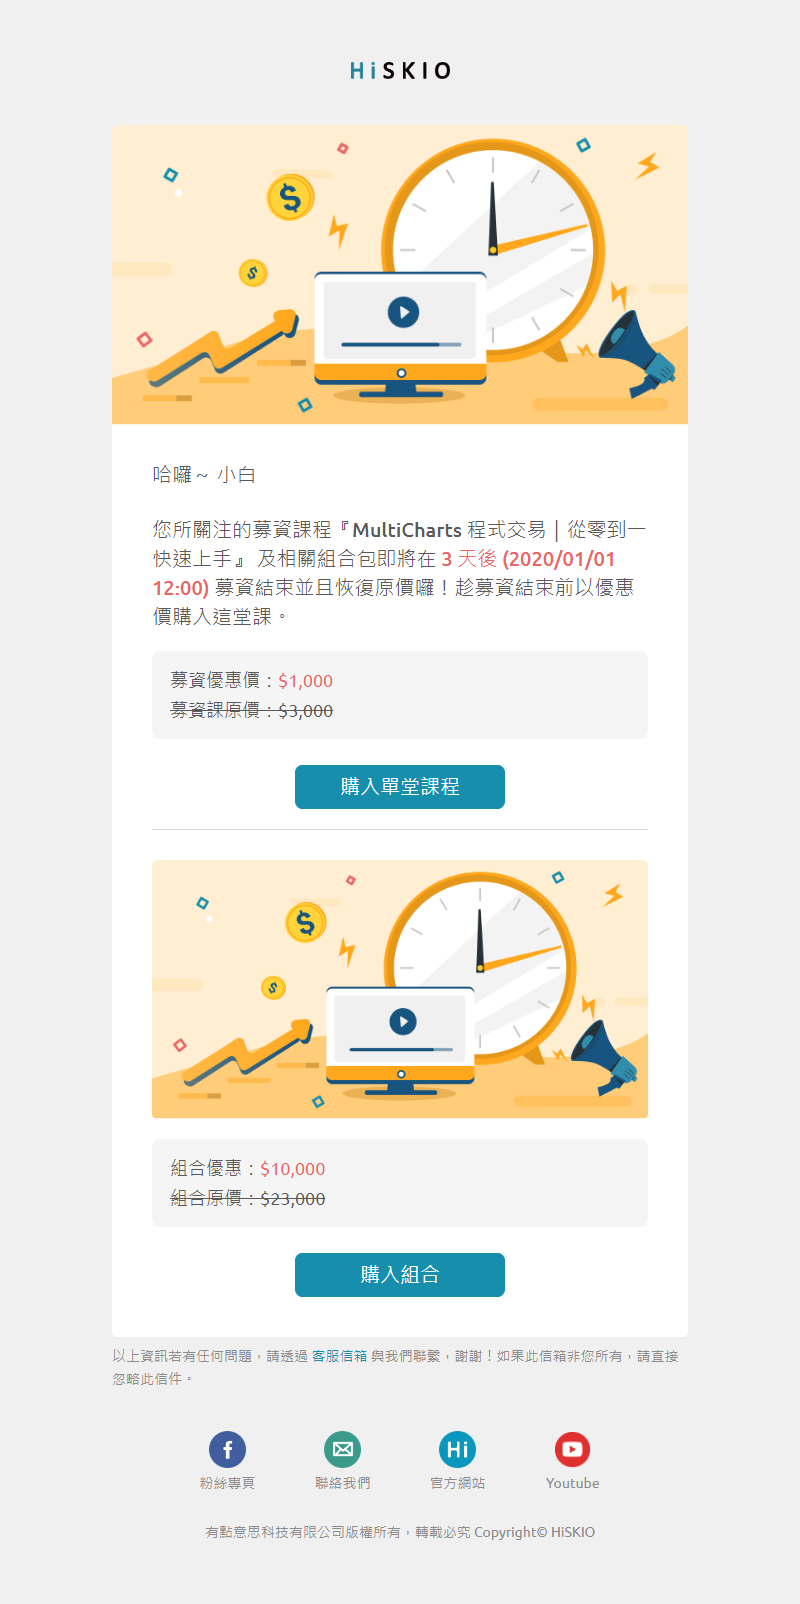 HiSKIO
哈囉～ 小白
您所關注的募資課程『MultiCharts 程式交易｜從零到一
快速上手』 及相關組合包即將在 3 天後 (2020/01/01
12:00) 募資結束並且恢復原價囉！趁募資結束前以優惠
價購入這堂課。
募資優惠價：$1,000
募資課原價：$3,000
購入單堂課程
組合優惠：$10,000
組合原價：$23,000
購入組合
以上資訊若有任何問題，請透過 客服信箱 與我們聯繫，謝謝！如果此信箱非您所有，請直接
忽略此信件。
粉絲專頁 聯絡我們 官方網站 Youtube
有點意思科技有限公司版權所有，轉載必究 Copyright© HiSKIO